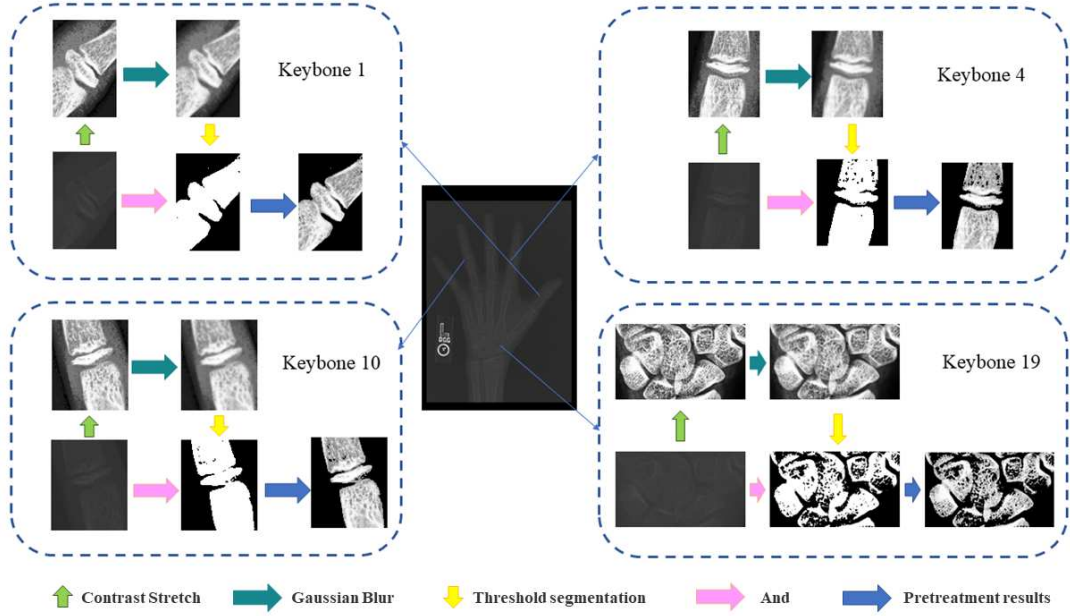 Keybone 1
Keybone 4
Keybone 10
Keybone 19
Contrast Stretch
Gaussian Blur
Threshold segmentation
And
Pretreatment results